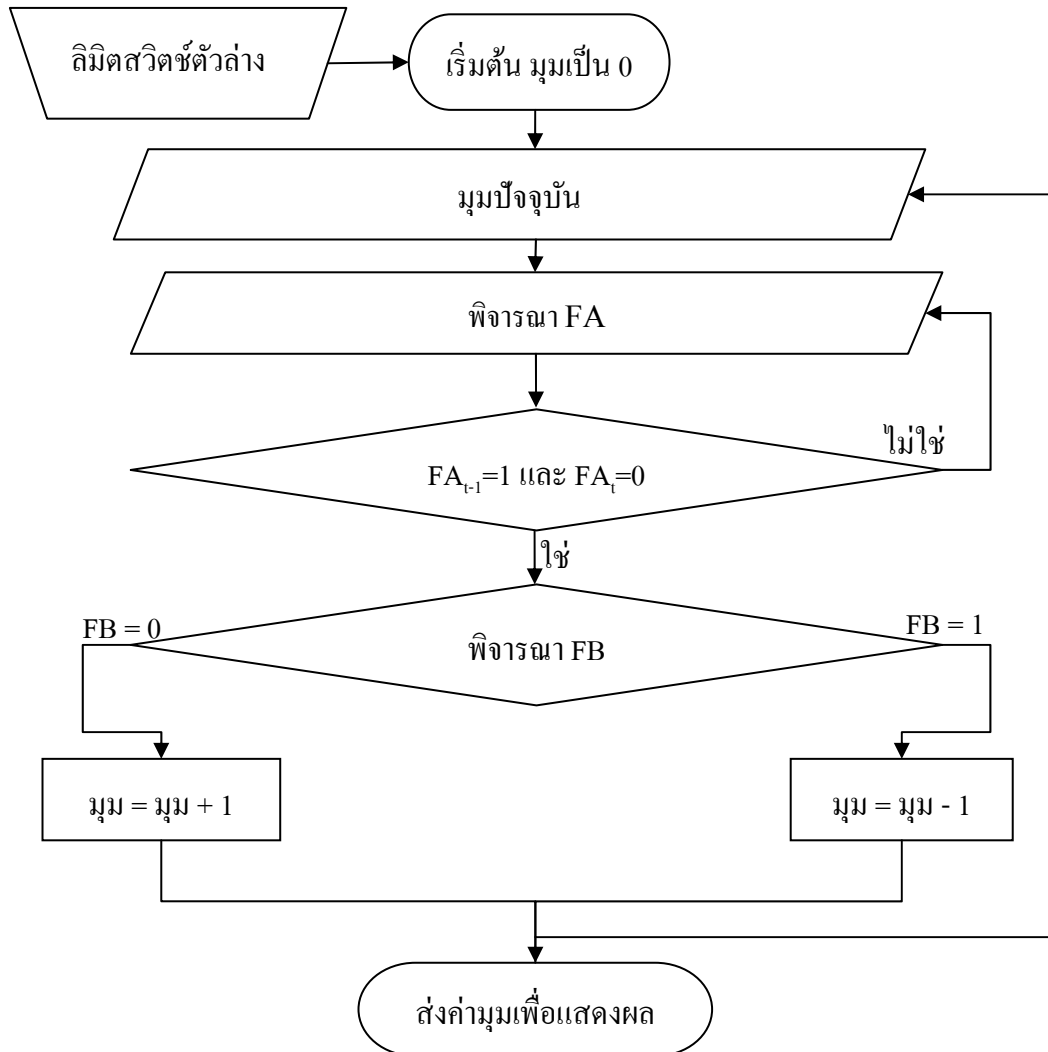 ลิมิตสวิตช์ตัวล่าง
เริ่มต้น มุมเป็น 0
มุมปัจจุบัน
พิจารณา FA
ไม่ใช่
FAt-1=1 และ FAt=0
ใช่
FB = 0
พิจารณา FB
FB = 1
มุม = มุม + 1
มุม = มุม - 1
ส่งค่ามุมเพื่อแสดงผล